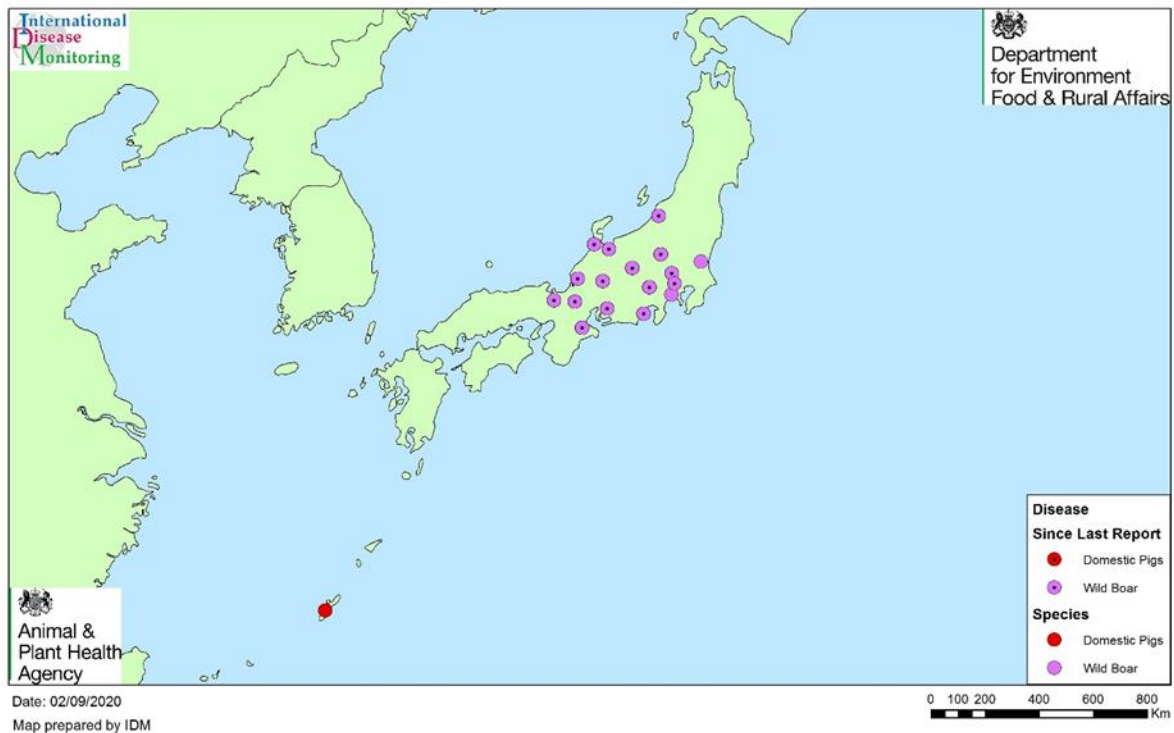 International
Disease
Monitoring
Department
for Environment
Food & Rural Affairs
Disease
Since Last Report
Domestic Pigs
Wild Boar
Species
Domestic Pigs
Wild Boar
Animal &
Plant Health
Agency
Date: 02/09/2020
Map prepared by IDM
0 100 200 400 600 800
Km